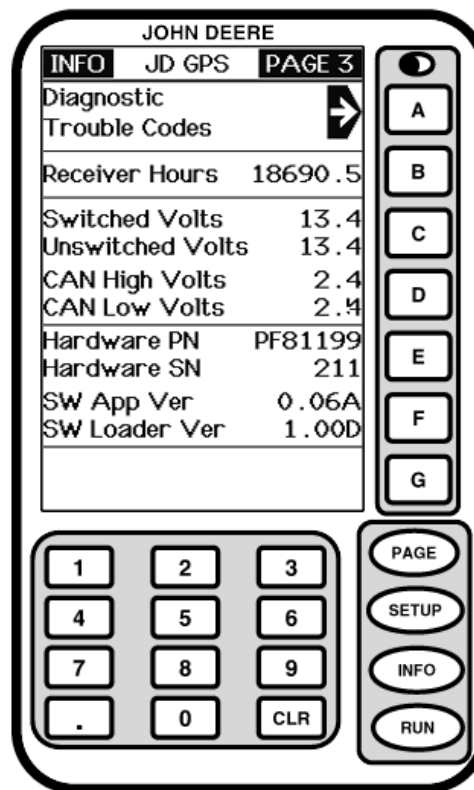 JOHN DEERE
INFO JD GPS PAGE 3
Diagnostic
Trouble Codes
Receiver Hours 18690.5
Switched Volts 13.4
Unswitched Volts 13.4
CAN High Volts 2.4
CAN Low Volts 2.4
Hardware PN PF81199
Hardware SN 211
SW App Ver 0.06A
SW Loader Ver 1.00D
A
B
C
D
E
F
G
PAGE
SETUP
INFO
RUN
1 2 3
4 5 6
7 8 9
. 0 CLR